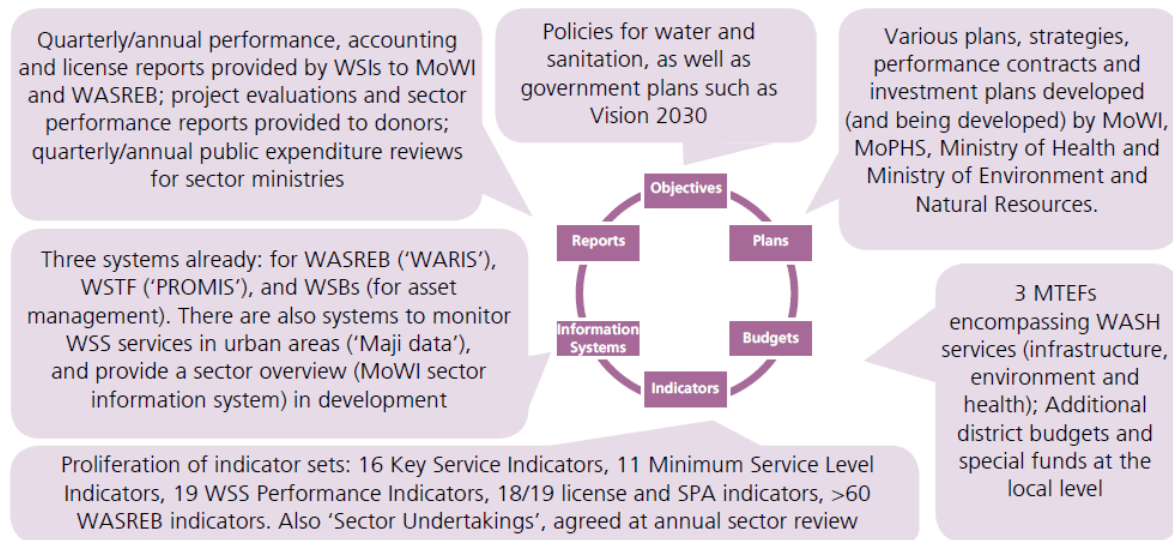 Quarterly/annual performance, accounting
and license reports provided by WSIs to MoWI
and WASREB; project evaluations and sector
performance reports provided to donors;
quarterly/annual public expenditure reviews
for sector ministries
Policies for water and
sanitation, as well as
government plans such as
Vision 2030
Various plans, strategies,
performance contracts and
investment plans developed
(and being developed) by MoWI,
MoPHS, Ministry of Health and
Ministry of Environment and
Natural Resources.
Objectives
Reports
Plans
Information
Systems
Budgets
Indicators
Three systems already: for WASREB (‘WARIS’),
WSTF (‘PROMIS’), and WSBs (for asset
management). There are also systems to monitor
WSS services in urban areas (‘Maji data’),
and provide a sector overview (MoWI sector
information system) in development
3 MTEFs
encompassing WASH
services (infrastructure,
environment and
health); Additional
district budgets and
special funds at the
local level
Proliferation of indicator sets: 16 Key Service Indicators, 11 Minimum Service Level
Indicators, 19 WSS Performance Indicators, 18/19 license and SPA indicators, >60
WASREB indicators. Also ‘Sector Undertakings’, agreed at annual sector review